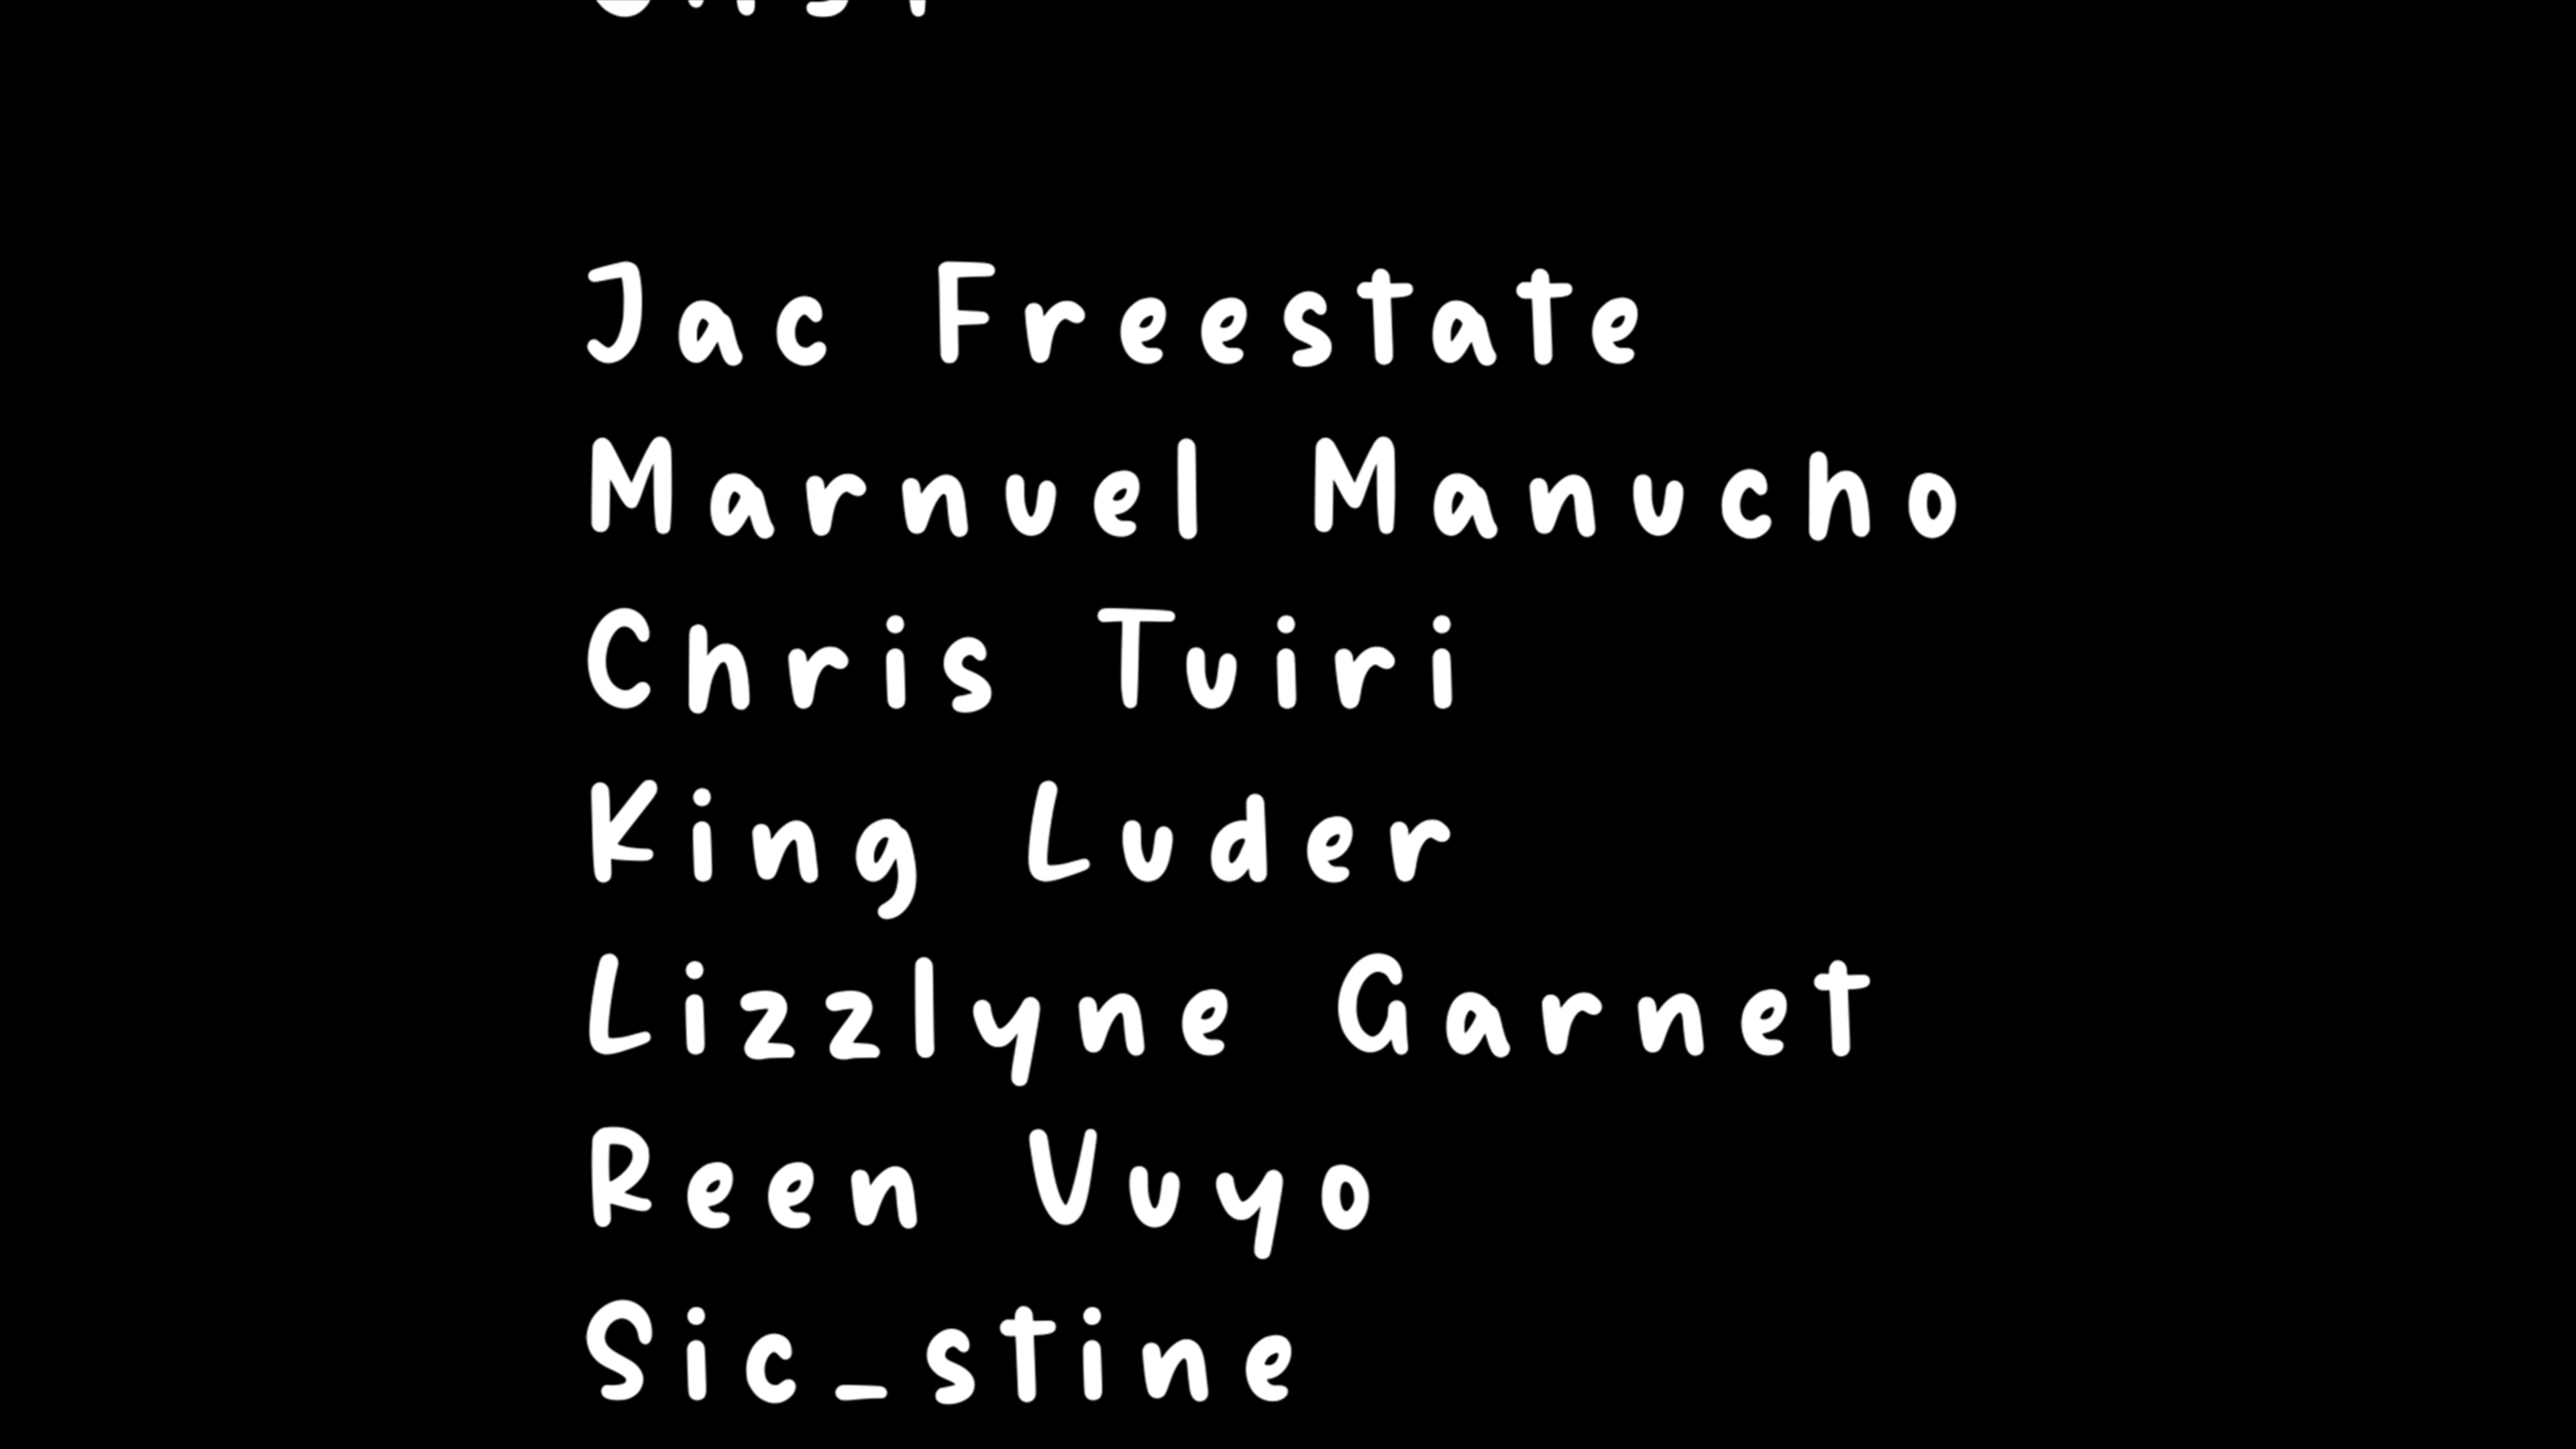 Jac Freestate
Marnuel Manucho
Chris Tuiri
King Luder
Lizzlyne Garnet
Reen Vuyo
Sic_stine